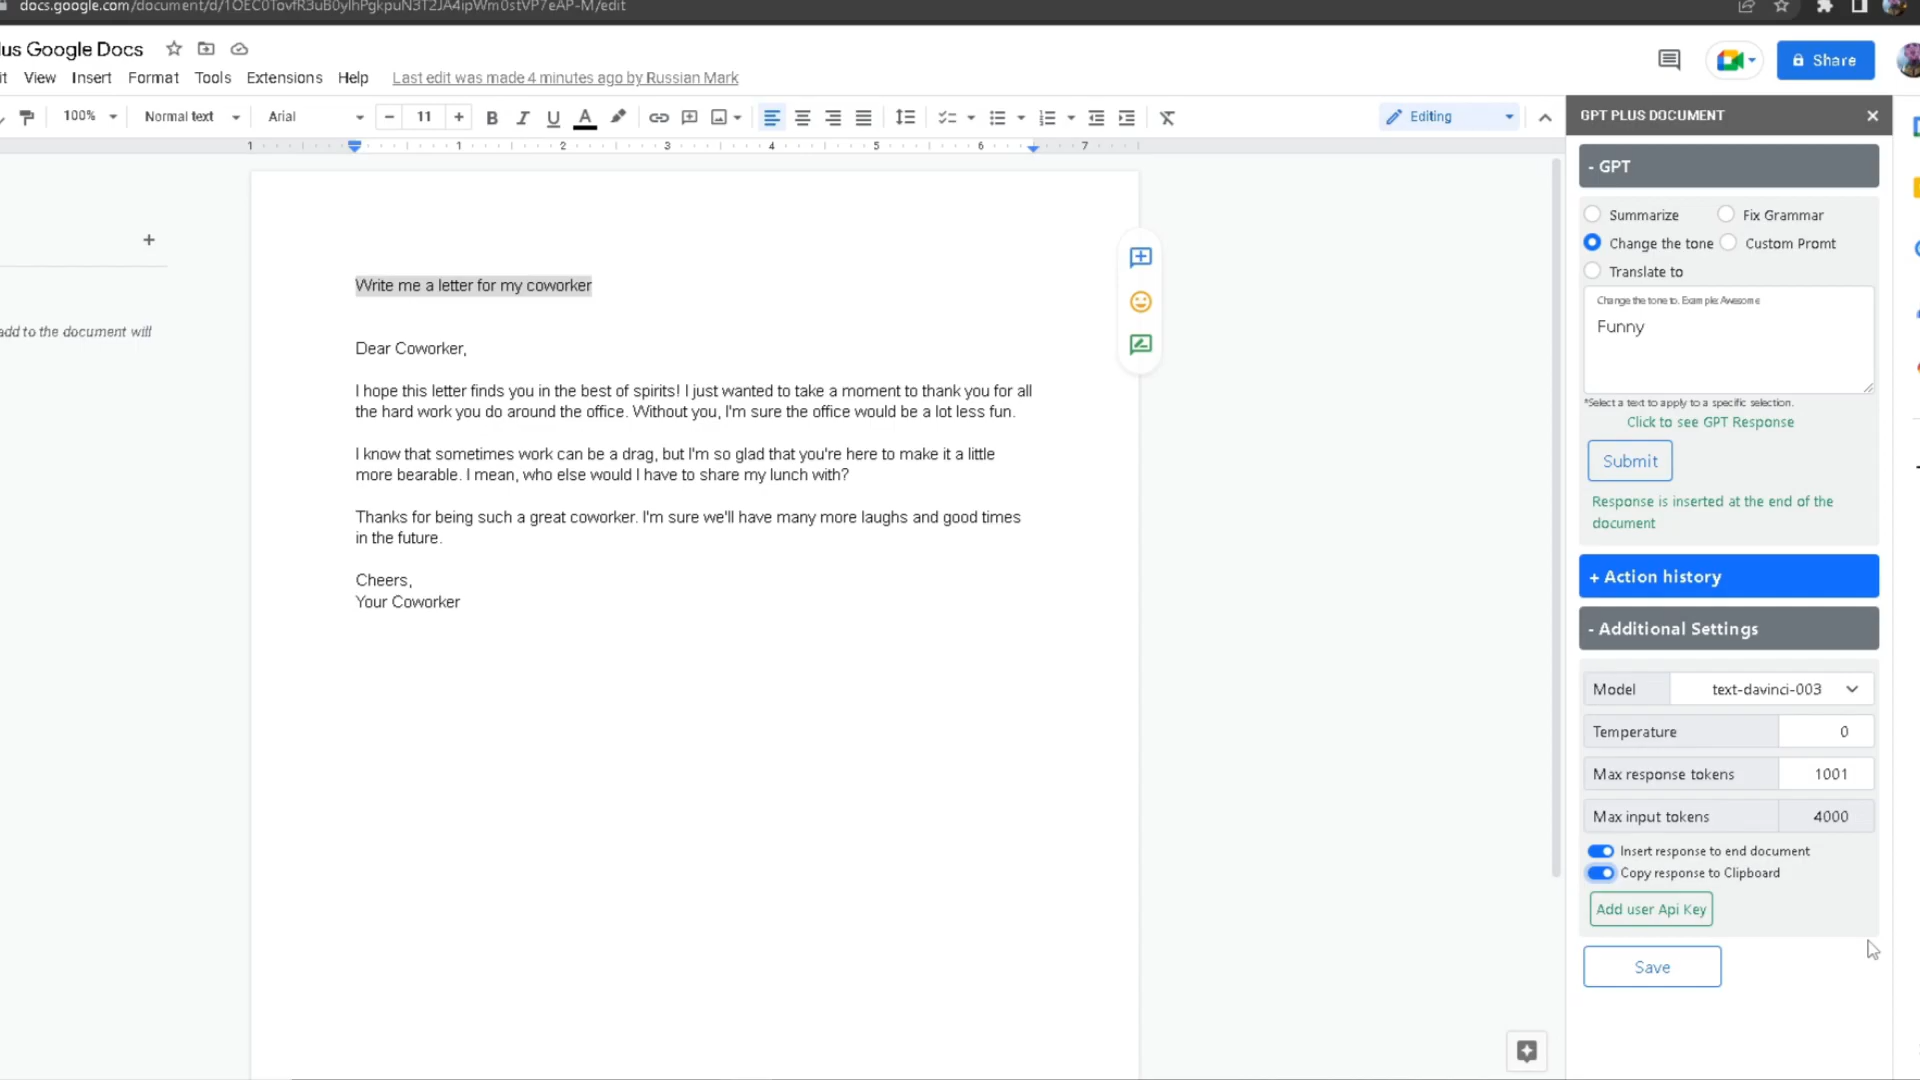 docs.google.com/document/d/1OEC0TovfR3uB0yIhPgkpuN3T2JA4ipWm0stVP7eAP-M/edit
lus Google Docs
it View Insert Format Tools Extensions Help Last edit was made 4 minutes ago by Russian Mark
Share
100% Normal text Arial 11 Editing
1 1 2 3 4 5 6 7
GPT PLUS DOCUMENT
- GPT
Summarize Fix Grammar
Change the tone Custom Promt
Translate to
Change the tone to. Example: Awesome
Funny
*Select a text to apply to a specific selection.
Click to see GPT Response
Submit
Response is inserted at the end of the
document
+ Action history
- Additional Settings
Model text-davinci-003
Temperature 0
Max response tokens 1001
Max input tokens 4000
Insert response to end document
Copy response to Clipboard
Add user Api Key
Save
add to the document will
Write me a letter for my coworker
Dear Coworker,
I hope this letter finds you in the best of spirits! I just wanted to take a moment to thank you for all
the hard work you do around the office. Without you, I'm sure the office would be a lot less fun.
I know that sometimes work can be a drag, but I'm so glad that you're here to make it a little
more bearable. I mean, who else would I have to share my lunch with?
Thanks for being such a great coworker. I'm sure we'll have many more laughs and good times
in the future.
Cheers,
Your Coworker